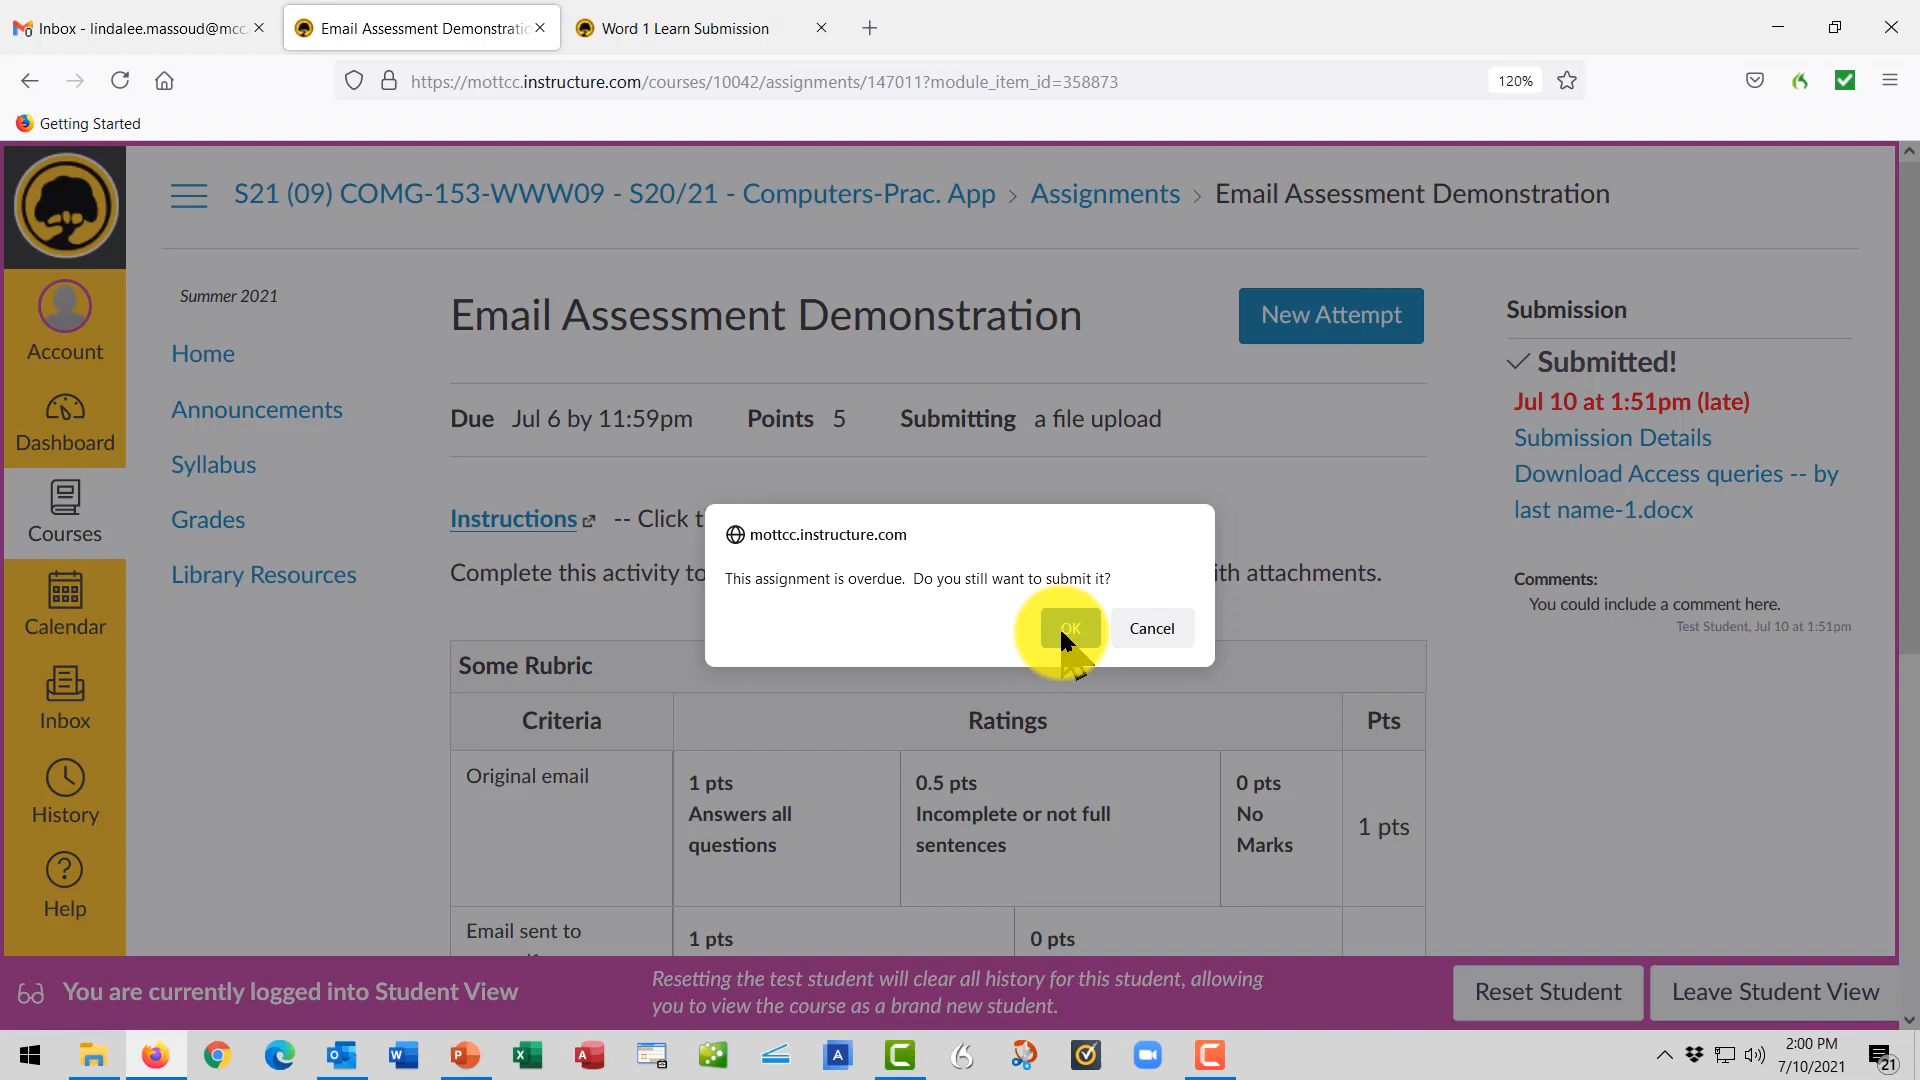 Inbox - lindalee.massoud@mcc.
Email Assessment Demonstratio
Word 1 Learn Submission
https://mottcc.instructure.com/courses/10042/assignments/147011?module_item_id=358873
120%
Getting Started
S21 (09) COMG-153-WWW09 - S20/21 - Computers-Prac. App > Assignments > Email Assessment Demonstration
Account
Dashboard
Courses
Calendar
Inbox
History
Help
Summer 2021
Home
Announcements
Syllabus
Grades
Library Resources
Email Assessment Demonstration
New Attempt
Due Jul 6 by 11:59pm Points 5 Submitting a file upload
Instructions -- Click t
Complete this activity to
th attachments.
mottcc.instructure.com
This assignment is overdue. Do you still want to submit it?
OK
Cancel
Some Rubric
Criteria Ratings Pts
Original email
1 pts
Answers all
questions
0.5 pts
Incomplete or not full
sentences
0 pts
No
Marks
1 pts
Email sent to
1 pts
0 pts
Submission
Submitted!
Jul 10 at 1:51pm (late)
Submission Details
Download Access queries -- by
last name-1.docx
Comments:
You could include a comment here.
Test Student, Jul 10 at 1:51pm
You are currently logged into Student View
Resetting the test student will clear all history for this student, allowing
you to view the course as a brand new student.
Reset Student
Leave Student View
2:00 PM
7/10/2021
21